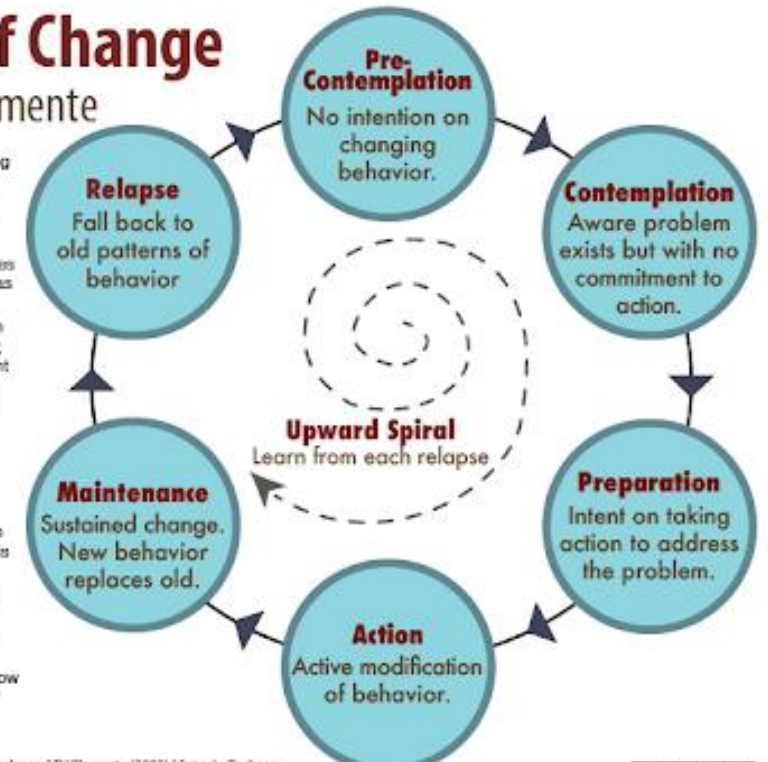 f Change
mente
Pre-
Contemplation
No intention on
changing
behavior.
Contemplation
Aware problem
exists but with no
commitment to
action.
Preparation
Intent on taking
action to address
the problem.
Action
Active modification
of behavior.
Maintenance
Sustained change.
New behavior
replaces old.
Relapse
Fall back to
old patterns of
behavior
Upward Spiral
Learn from each relapse